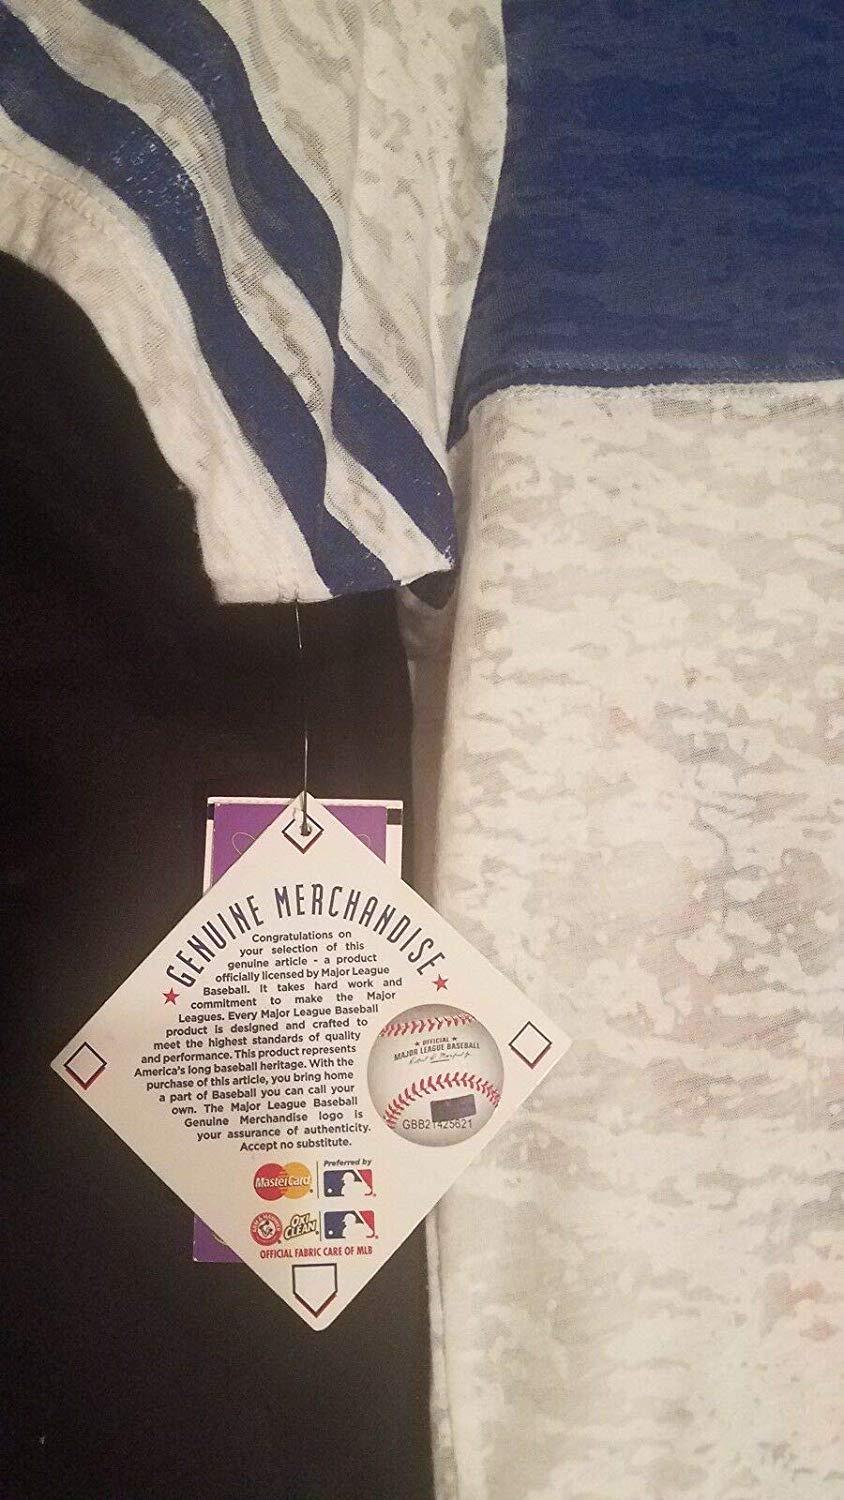 GENUINE MERCHANDISE
Congratulations on
your selection of this
genuine article - a product
officially licensed by Major League
Baseball. It takes hard work and
commitment to make the Major
Leagues. Every Major League Baseball
product is designed and crafted to
meet the highest standards of quality
and performance. This product represents
America's long baseball heritage. With the
purchase of this article, you bring home
a part of Baseball you can call your
own. The Major League Baseball
Genuine Merchandise logo is
your assurance of authenticity.
Accept no substitute.
★ OFFICIAL ★
MAJOR LEAGUE BASEBALL
GBB21425621
Preferred by
MasterCard
ARM & HAMMER
OXI
CLEAN
OFFICIAL FABRIC CARE OF MLB